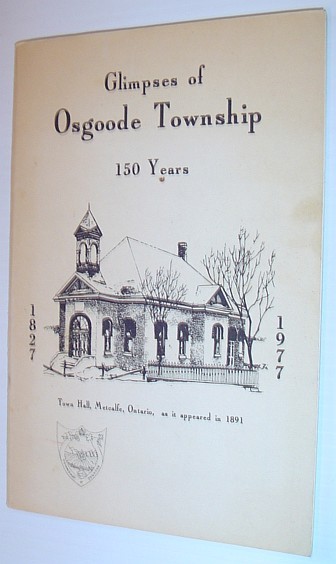 Glimpses of
Osgoode Township
150 Years
1827
1977
Town Hall, Metcalfe, Ontario, as it appeared in 1891